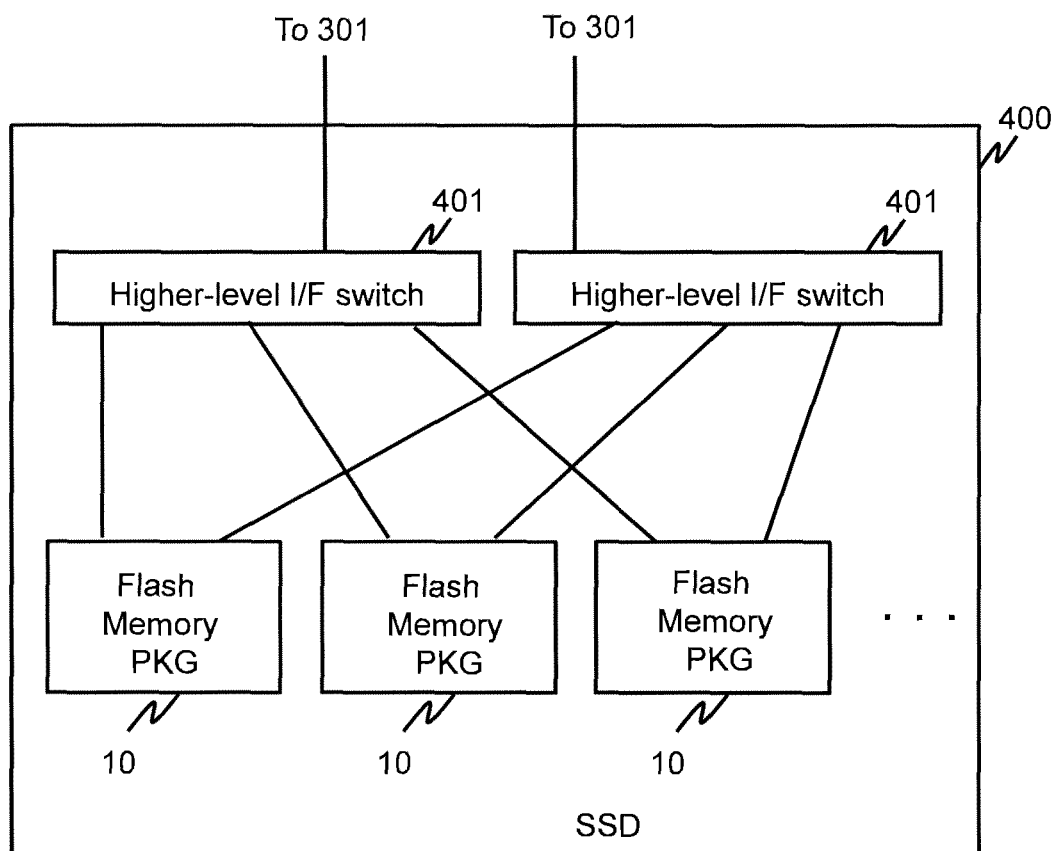 To 301
To 301
400
401
401
Higher-level I/F switch
Higher-level I/F switch
Flash
Memory
PKG
Flash
Memory
PKG
Flash
Memory
PKG
. . .
10
10
10
SSD